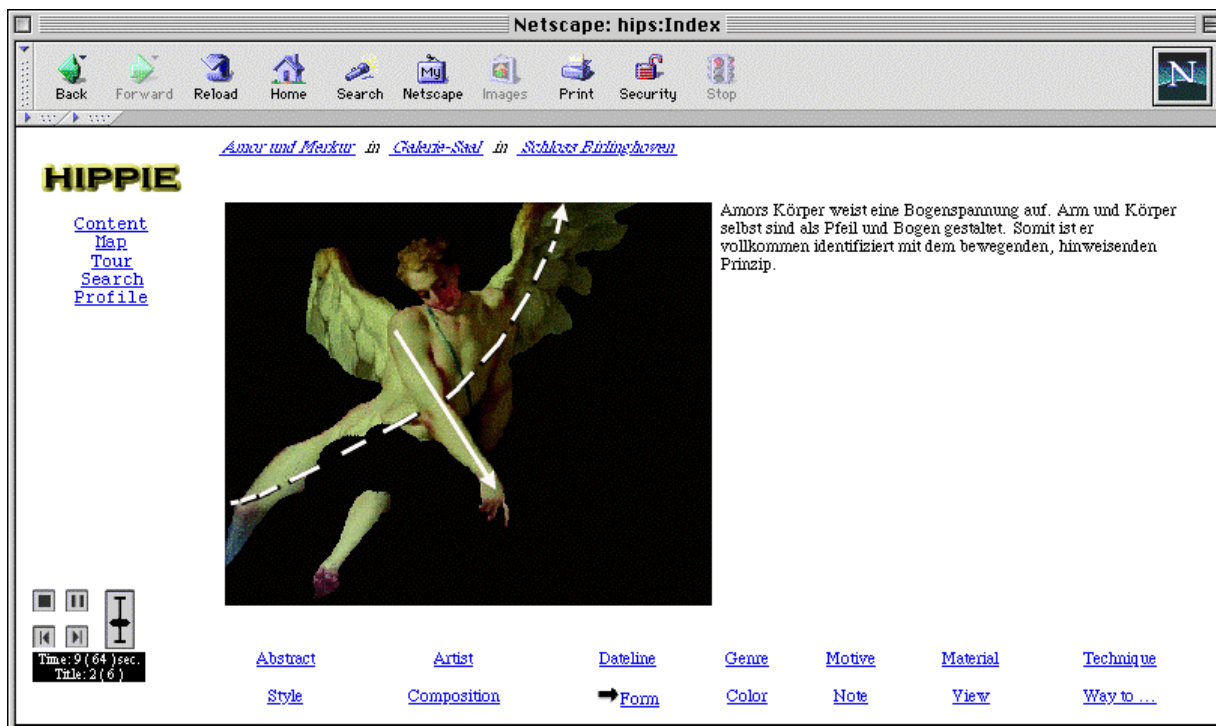 Netscape: hips:Index
Back Forward Reload Home Search Netscape Images Print Security Stop
My
N
Amor und Merkur in Galerie-Saal in Schloss Birlinghoven
HIPPIE
Content
Map
Tour
Search
Profile
Amors Körper weist eine Bogenspannung auf. Arm und Körper
selbst sind als Pfeil und Bogen gestaltet. Somit ist er
vollkommen identifiziert mit dem bewegenden, hinweisenden
Prinzip.
Time: 9 ( 64 )sec.
Title: 2 ( 6 )
Abstract Artist Dateline Genre Motive Material Technique
Style Composition Form Color Note View Way to ...